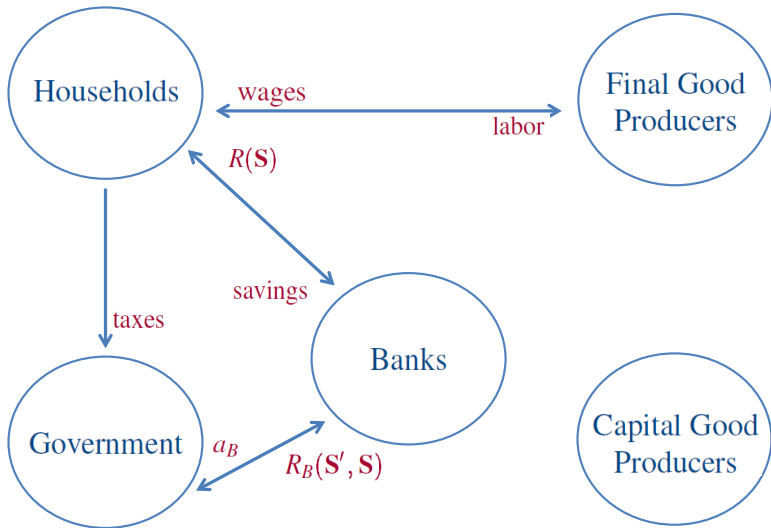 Households
wages
labor
Final Good
Producers
R(S)
savings
taxes
Banks
Government
a_B
R_B(S′, S)
Capital Good
Producers